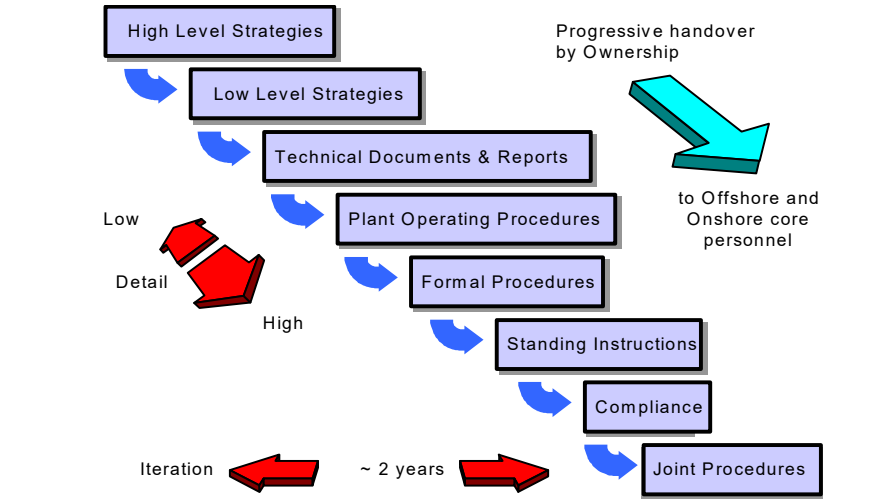 High Level Strategies
Progressive handover
by Ownership
Low Level Strategies
Technical Documents & Reports
to Offshore and
Onshore core
personnel
Plant Operating Procedures
Low
Detail
High
Formal Procedures
Standing Instructions
Compliance
Iteration
~ 2 years
Joint Procedures